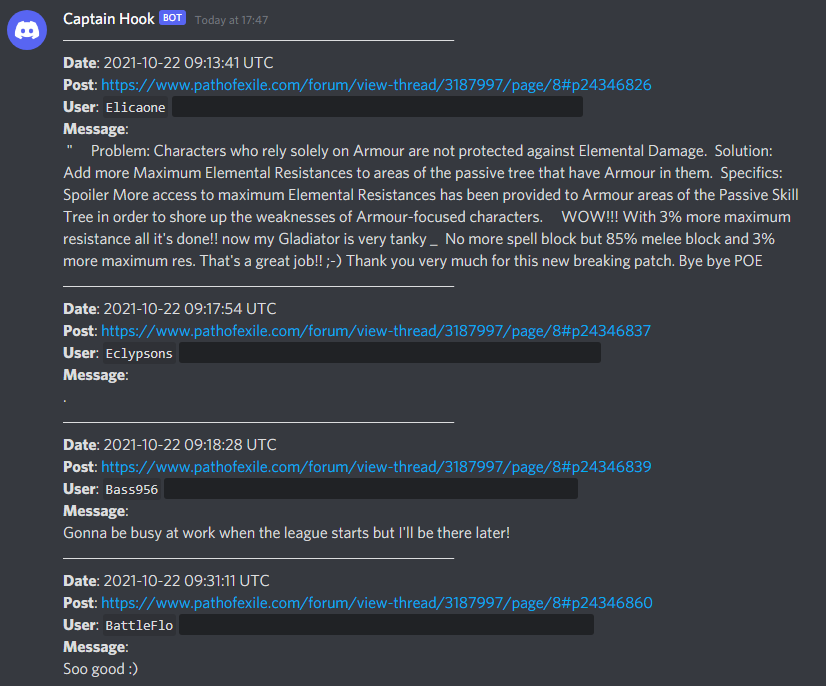 Captain Hook BOT Today at 17:47
Date: 2021-10-22 09:13:41 UTC
Post: https://www.pathofexile.com/forum/view-thread/3187997/page/8#p24346826
User: Elicaone
Message:
" Problem: Characters who rely solely on Armour are not protected against Elemental Damage. Solution:
Add more Maximum Elemental Resistances to areas of the passive tree that have Armour in them. Specifics:
Spoiler More access to maximum Elemental Resistances has been provided to Armour areas of the Passive Skill
Tree in order to shore up the weaknesses of Armour-focused characters. WOW!!! With 3% more maximum
resistance all it's done!! now my Gladiator is very tanky _ No more spell block but 85% melee block and 3%
more maximum res. That's a great job!! ;-) Thank you very much for this new breaking patch. Bye bye POE
Date: 2021-10-22 09:17:54 UTC
Post: https://www.pathofexile.com/forum/view-thread/3187997/page/8#p24346837
User: Eclypsons
Message:
.
Date: 2021-10-22 09:18:28 UTC
Post: https://www.pathofexile.com/forum/view-thread/3187997/page/8#p24346839
User: Bass956
Message:
Gonna be busy at work when the league starts but I'll be there later!
Date: 2021-10-22 09:31:11 UTC
Post: https://www.pathofexile.com/forum/view-thread/3187997/page/8#p24346860
User: BattleFlo
Message:
Soo good :)